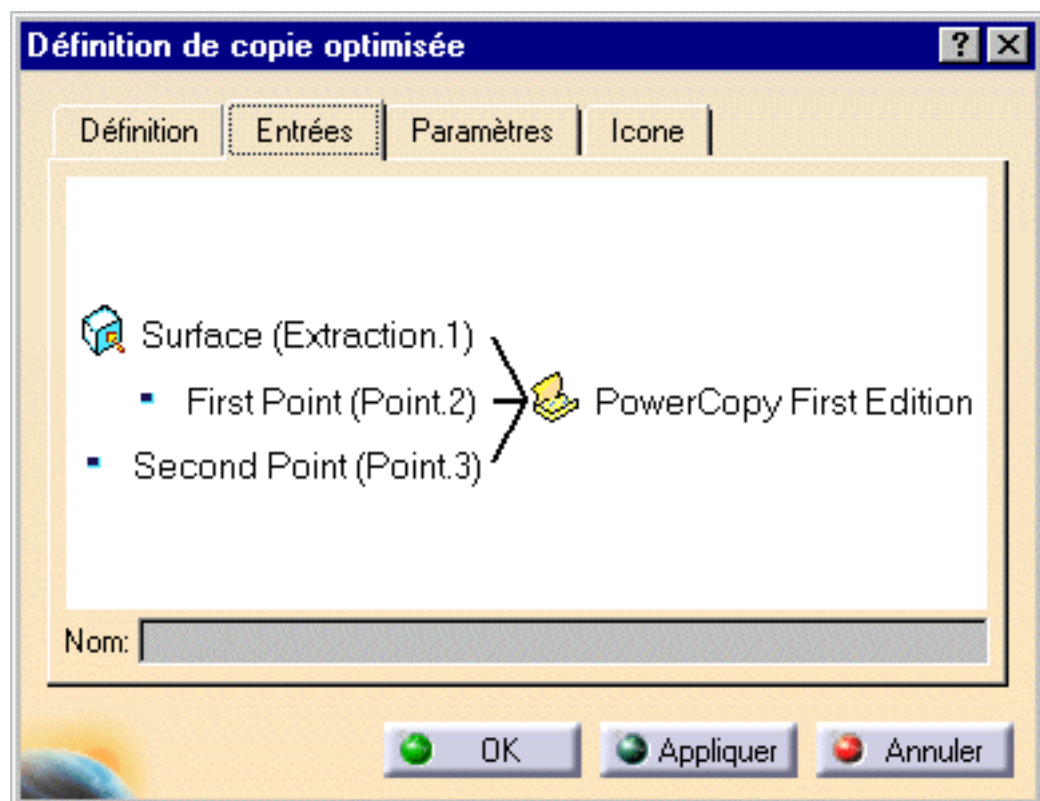 Définition de copie optimisée
Définition Entrées Paramètres Icone
Surface (Extraction.1)
First Point (Point.2) PowerCopy First Edition
Second Point (Point.3)
Nom:
OK Appliquer Annuler